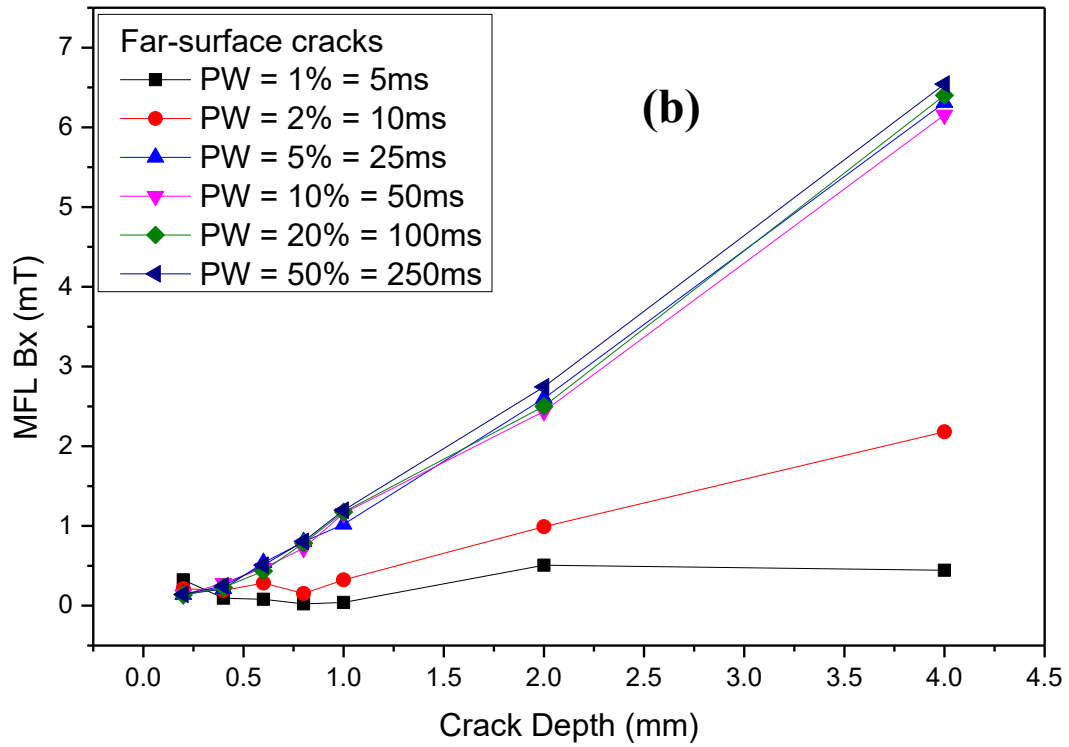 Far-surface cracks
PW = 1% = 5ms
PW = 2% = 10ms
PW = 5% = 25ms
PW = 10% = 50ms
PW = 20% = 100ms
PW = 50% = 250ms
(b)
MFL Bx (mT)
7
6
5
4
3
2
1
0
0.0 0.5 1.0 1.5 2.0 2.5 3.0 3.5 4.0 4.5
Crack Depth (mm)